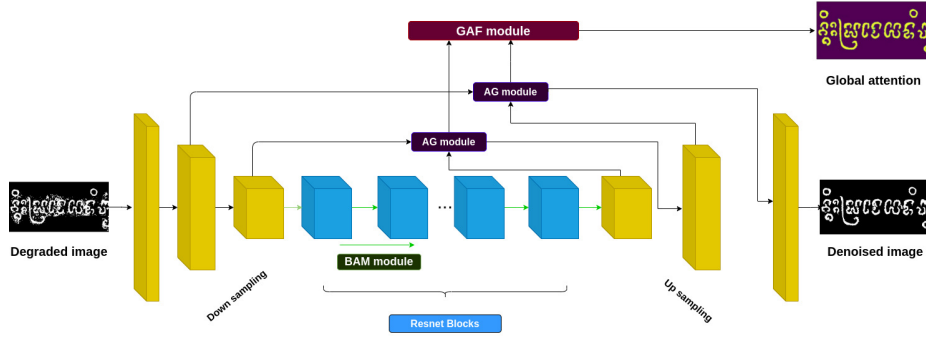 GAF module
Global attention
AG module
AG module
Degraded image
Denoised image
BAM module
Down sampling
Up sampling
Resnet Blocks